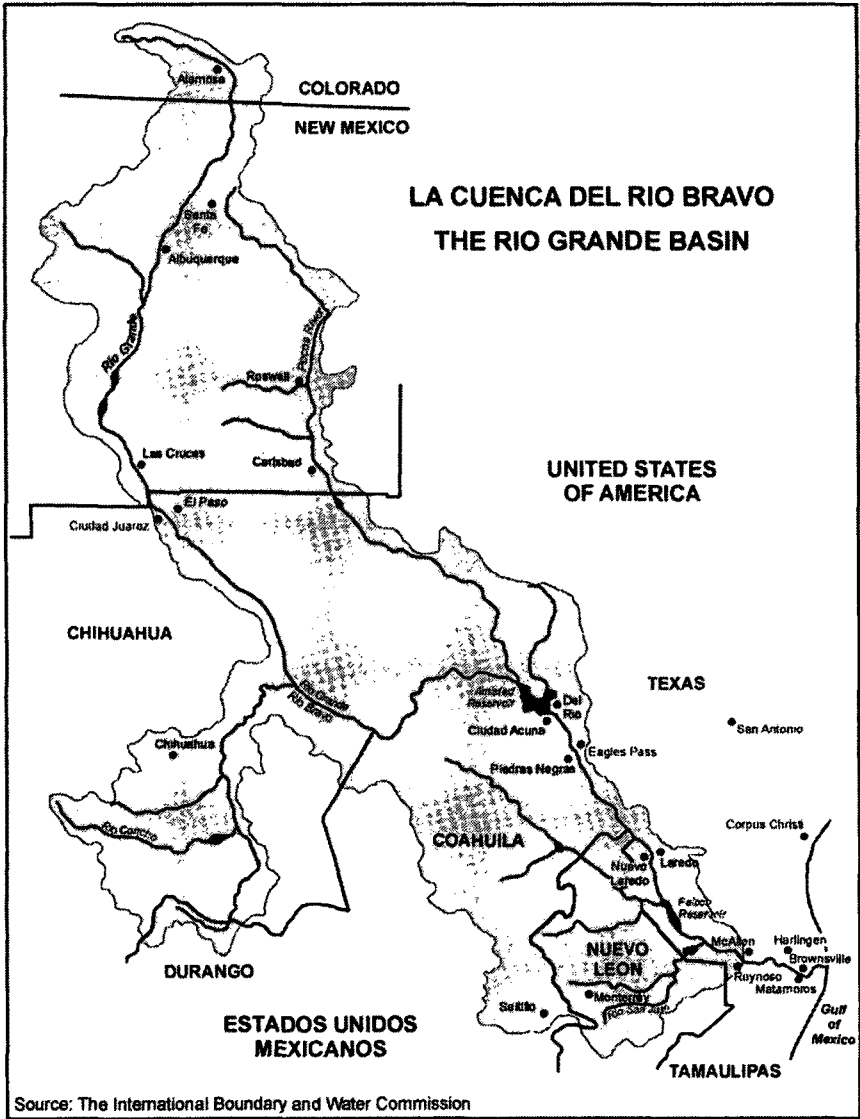 Alamosa
COLORADO
NEW MEXICO
LA CUENCA DEL RIO BRAVO
THE RIO GRANDE BASIN
Santa
Fe
Albuquerque
Rio Grande
Pecos River
Roswell
Las Cruces
Carlsbad
UNITED STATES
OF AMERICA
El Paso
Ciudad Juarez
CHIHUAHUA
TEXAS
Rio Grande
Rio Bravo
Amistad
Reservoir
Del
Rio
Ciudad Acuna
San Antonio
Chihuahua
Eagles Pass
Piedras Negras
Rio Concho
COAHUILA
Corpus Christi
Nuevo
Laredo
Laredo
Falcon
Reservoir
McAllen
Harlingen
Brownsville
NUEVO
LEON
Ruynoso
Matamoros
DURANGO
Monterrey
Rio San Juan
Saltillo
Gulf
of
Mexico
ESTADOS UNIDOS
MEXICANOS
TAMAULIPAS
Source: The International Boundary and Water Commission